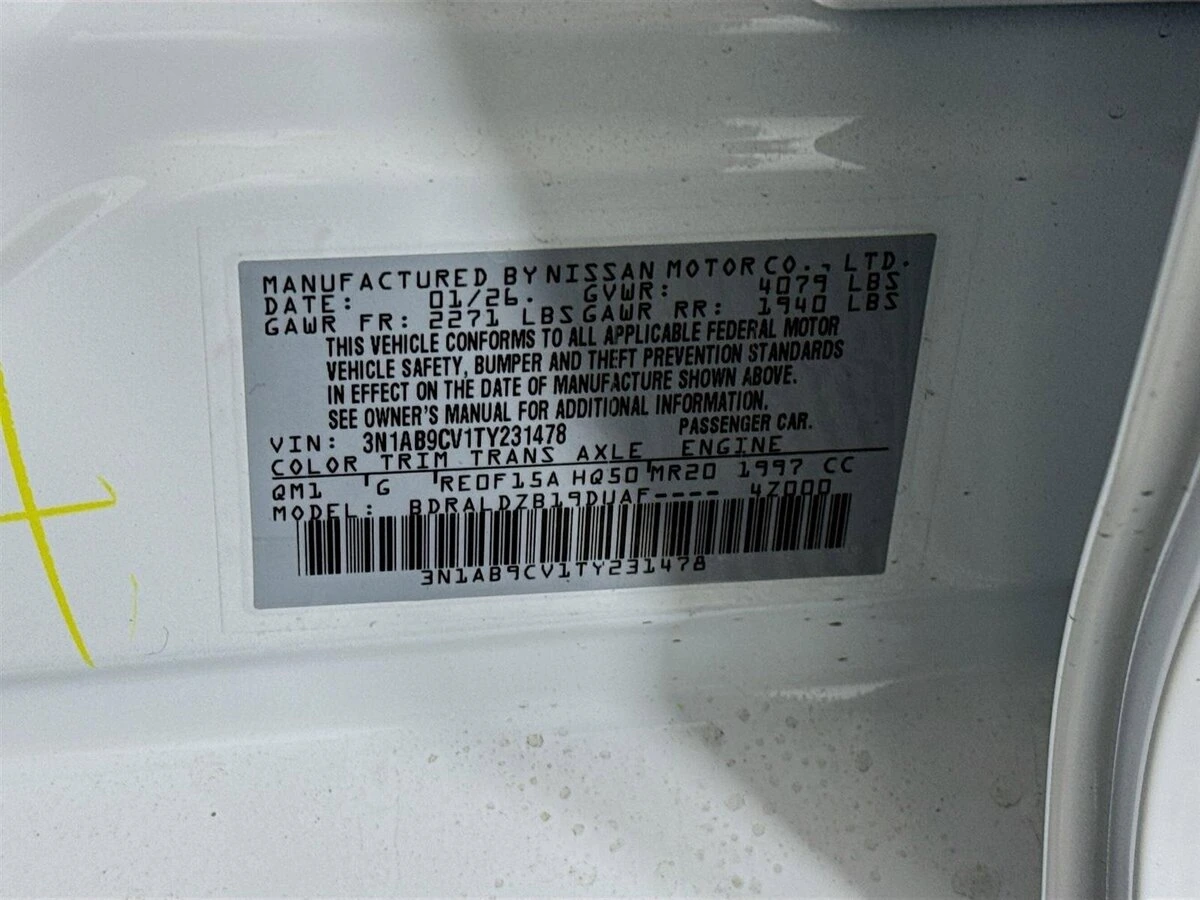 MANUFACTURED BY NISSAN MOTOR CO., LTD.
DATE: 01/26. GVWR: 4079 LBS
GAWR FR: 2271 LBS GAWR RR: 1940 LBS
THIS VEHICLE CONFORMS TO ALL APPLICABLE FEDERAL MOTOR
VEHICLE SAFETY, BUMPER AND THEFT PREVENTION STANDARDS
IN EFFECT ON THE DATE OF MANUFACTURE SHOWN ABOVE.
SEE OWNER'S MANUAL FOR ADDITIONAL INFORMATION.
VIN: 3N1AB9CV1TY231478 PASSENGER CAR.
COLOR TRIM TRANS AXLE ENGINE
QM1 G RE0F15A HQ50 MR20 1997 CC
MODEL: BDRALDZB19DUAF---- 4Z000
3N1AB9CV1TY231478